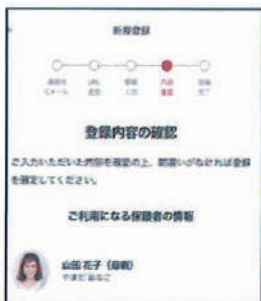 新規登録
URL
登録内容の確認
ご入力いただいた内容を確認の上、間違いがなければ登録
を確定してください。
ご利用になる保護者の情報
山田 花子（母親）
やまだ はなこ